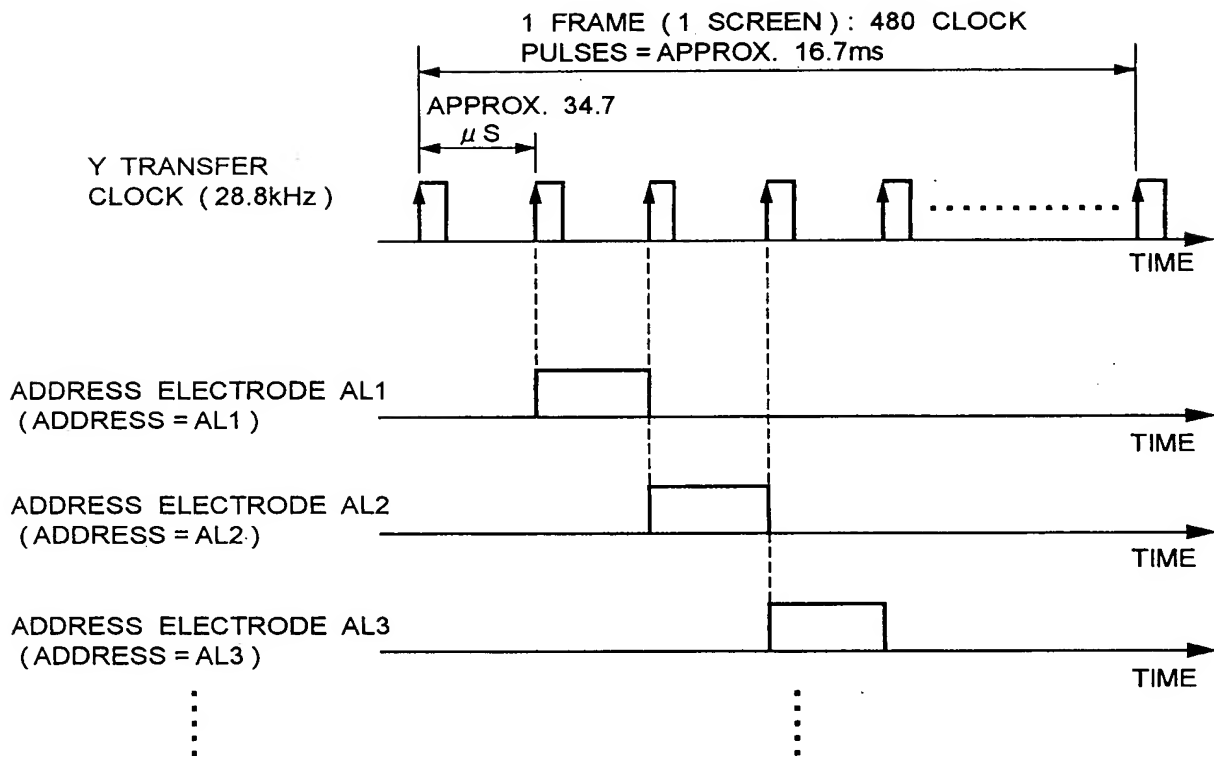 1 FRAME ( 1 SCREEN ) : 480 CLOCK
PULSES = APPROX. 16.7ms
APPROX. 34.7
μS
Y TRANSFER
CLOCK ( 28.8kHz )
TIME
ADDRESS ELECTRODE AL1
( ADDRESS = AL1 )
TIME
ADDRESS ELECTRODE AL2
( ADDRESS = AL2 )
TIME
ADDRESS ELECTRODE AL3
( ADDRESS = AL3 )
TIME